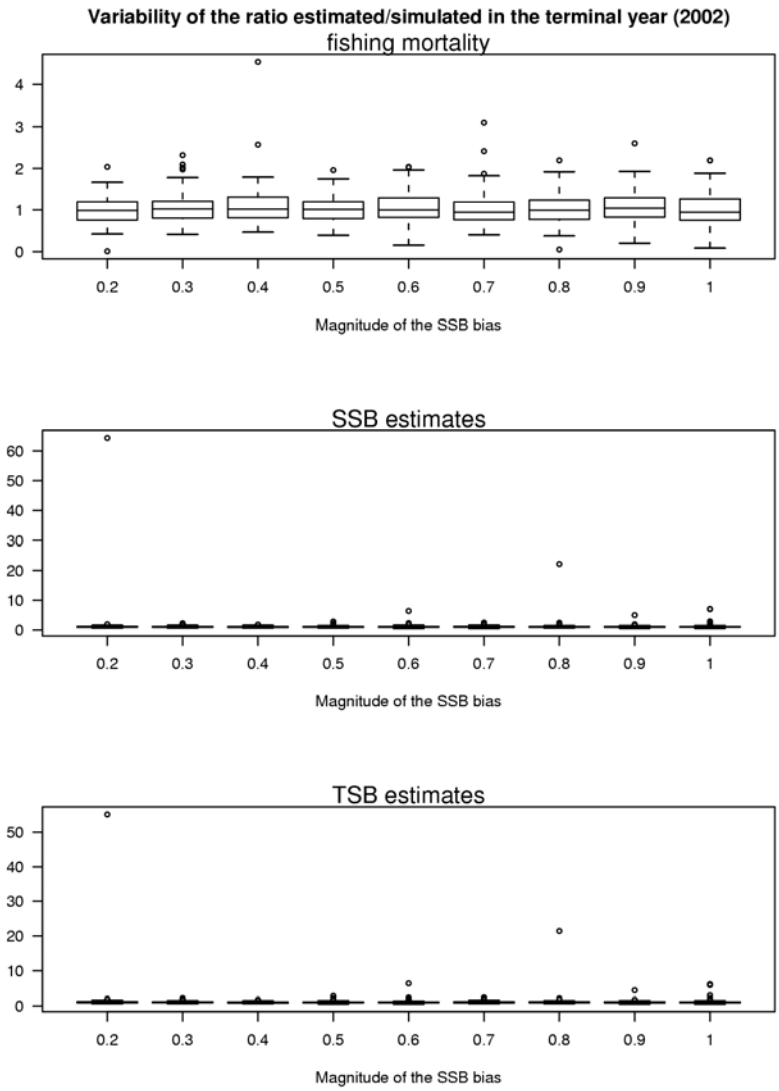 Variability of the ratio estimated/simulated in the terminal year (2002)
fishing mortality
4
3
2
1
0
0.2 0.3 0.4 0.5 0.6 0.7 0.8 0.9 1
Magnitude of the SSB bias
SSB estimates
60
50
40
30
20
10
0
0.2 0.3 0.4 0.5 0.6 0.7 0.8 0.9 1
Magnitude of the SSB bias
TSB estimates
50
40
30
20
10
0
0.2 0.3 0.4 0.5 0.6 0.7 0.8 0.9 1
Magnitude of the SSB bias